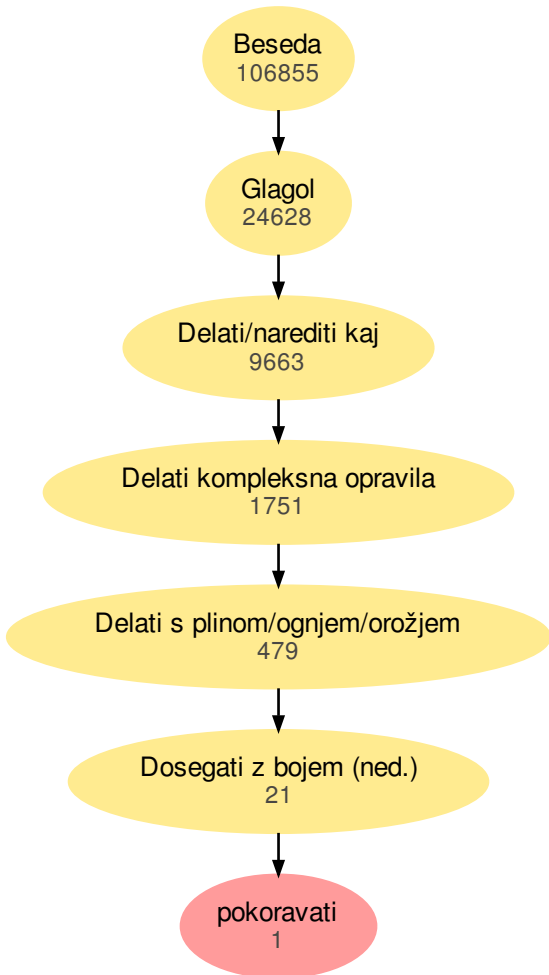 Beseda
106855
Glagol
24628
Delati/narediti kaj
9663
Delati kompleksna opravila
1751
Delati s plinom/ognjem/orožjem
479
Dosegati z bojem (ned.)
21
pokoravati
1